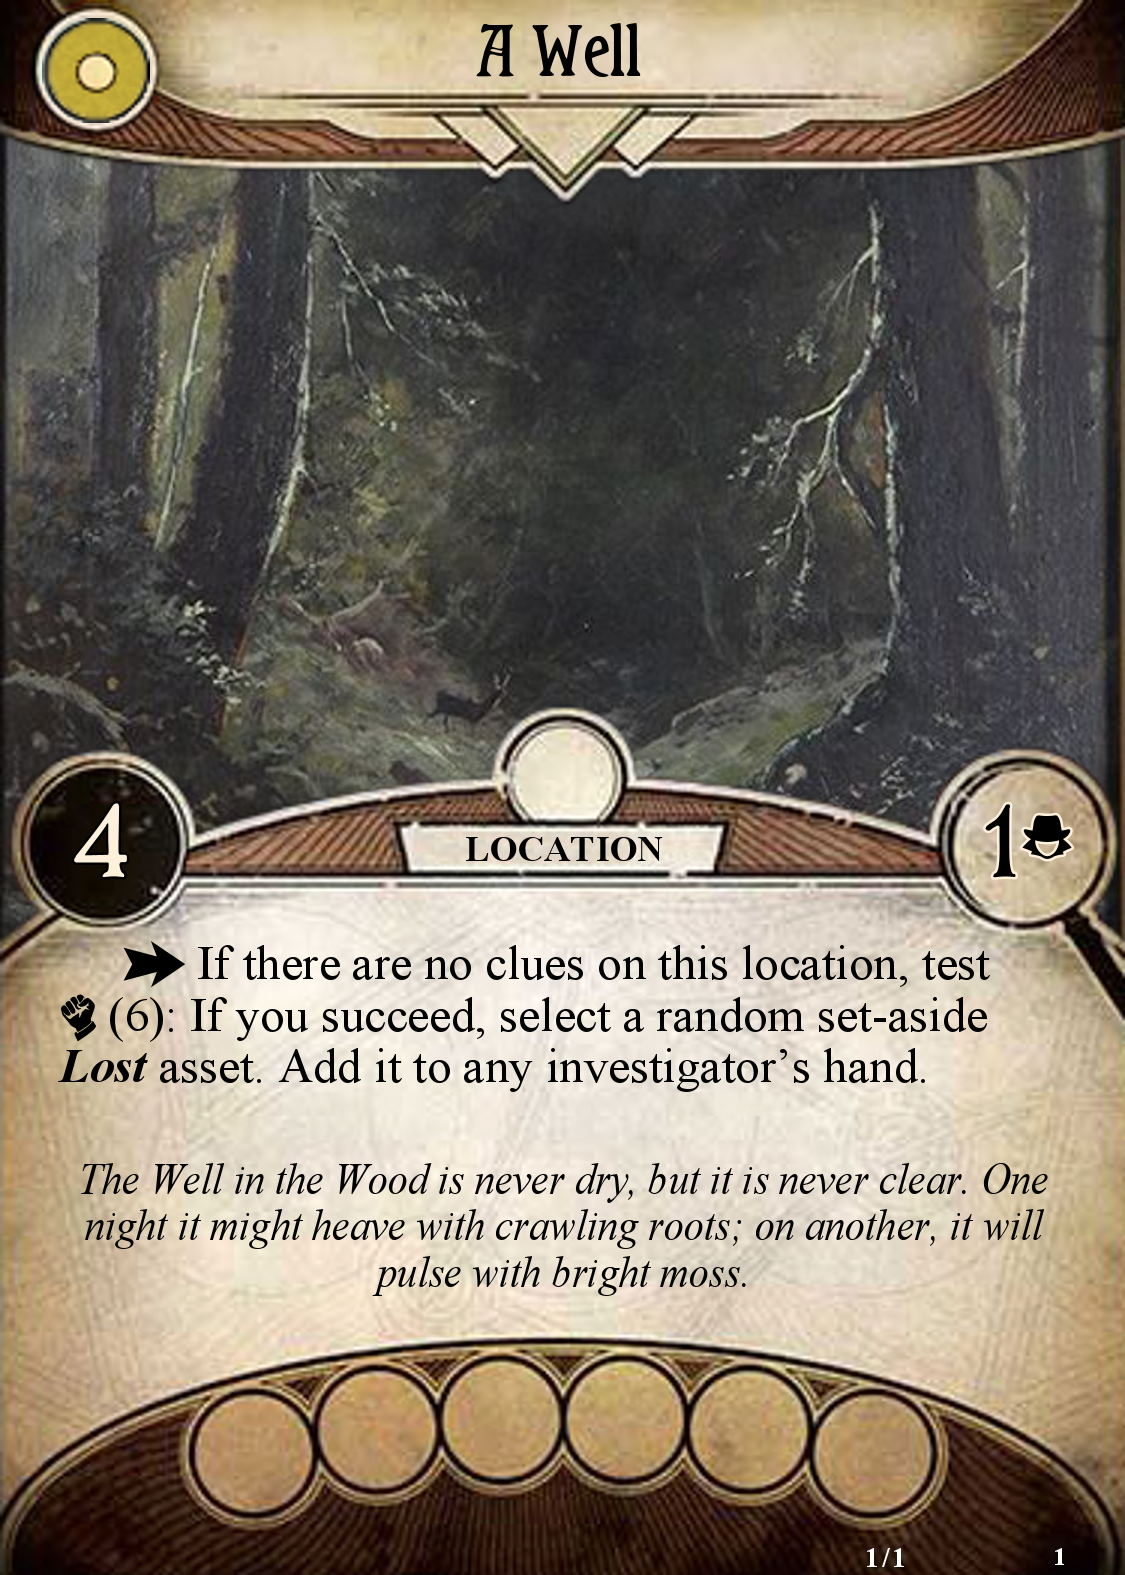 A Well
4
LOCATION
1
If there are no clues on this location, test
(6): If you succeed, select a random set-aside
Lost asset. Add it to any investigator’s hand.
The Well in the Wood is never dry, but it is never clear. One
night it might heave with crawling roots; on another, it will
pulse with bright moss.
1/1
1